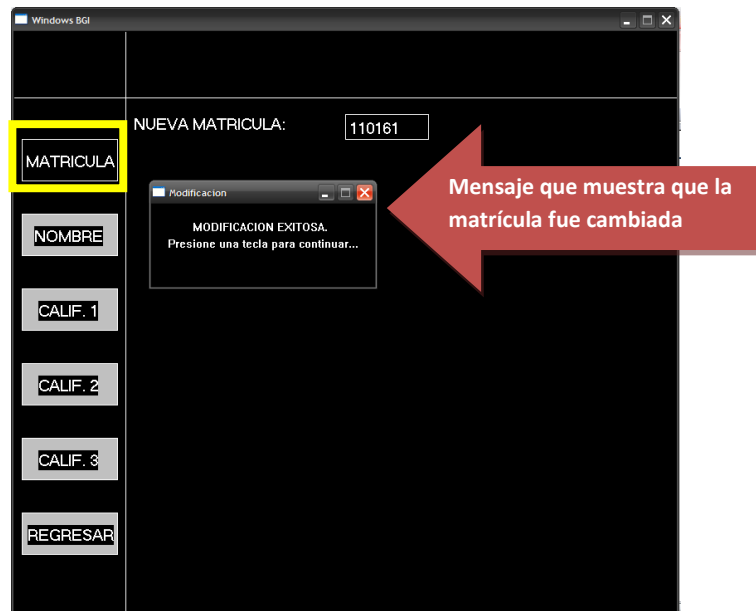 Windows BGI
NUEVA MATRICULA:
110161
MATRICULA
Modificacion
MODIFICACION EXITOSA.
Presione una tecla para continuar...
Mensaje que muestra que la
matrícula fue cambiada
NOMBRE
CALIF. 1
CALIF. 2
CALIF. 3
REGRESAR